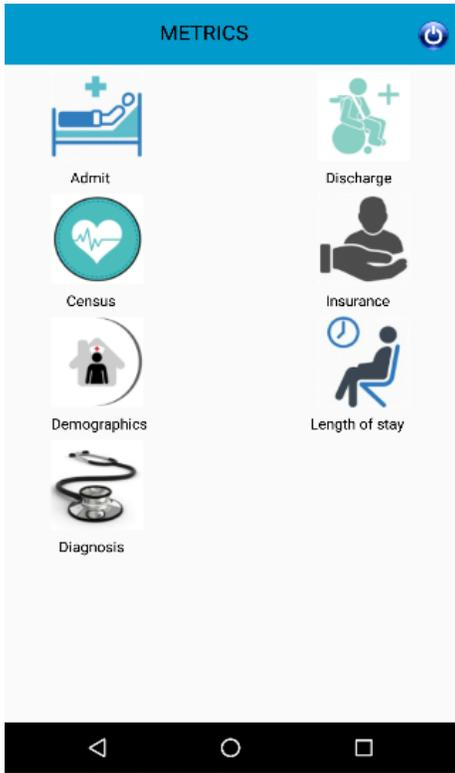 METRICS
Admit
Discharge
Census
Insurance
Demographics
Length of stay
Diagnosis